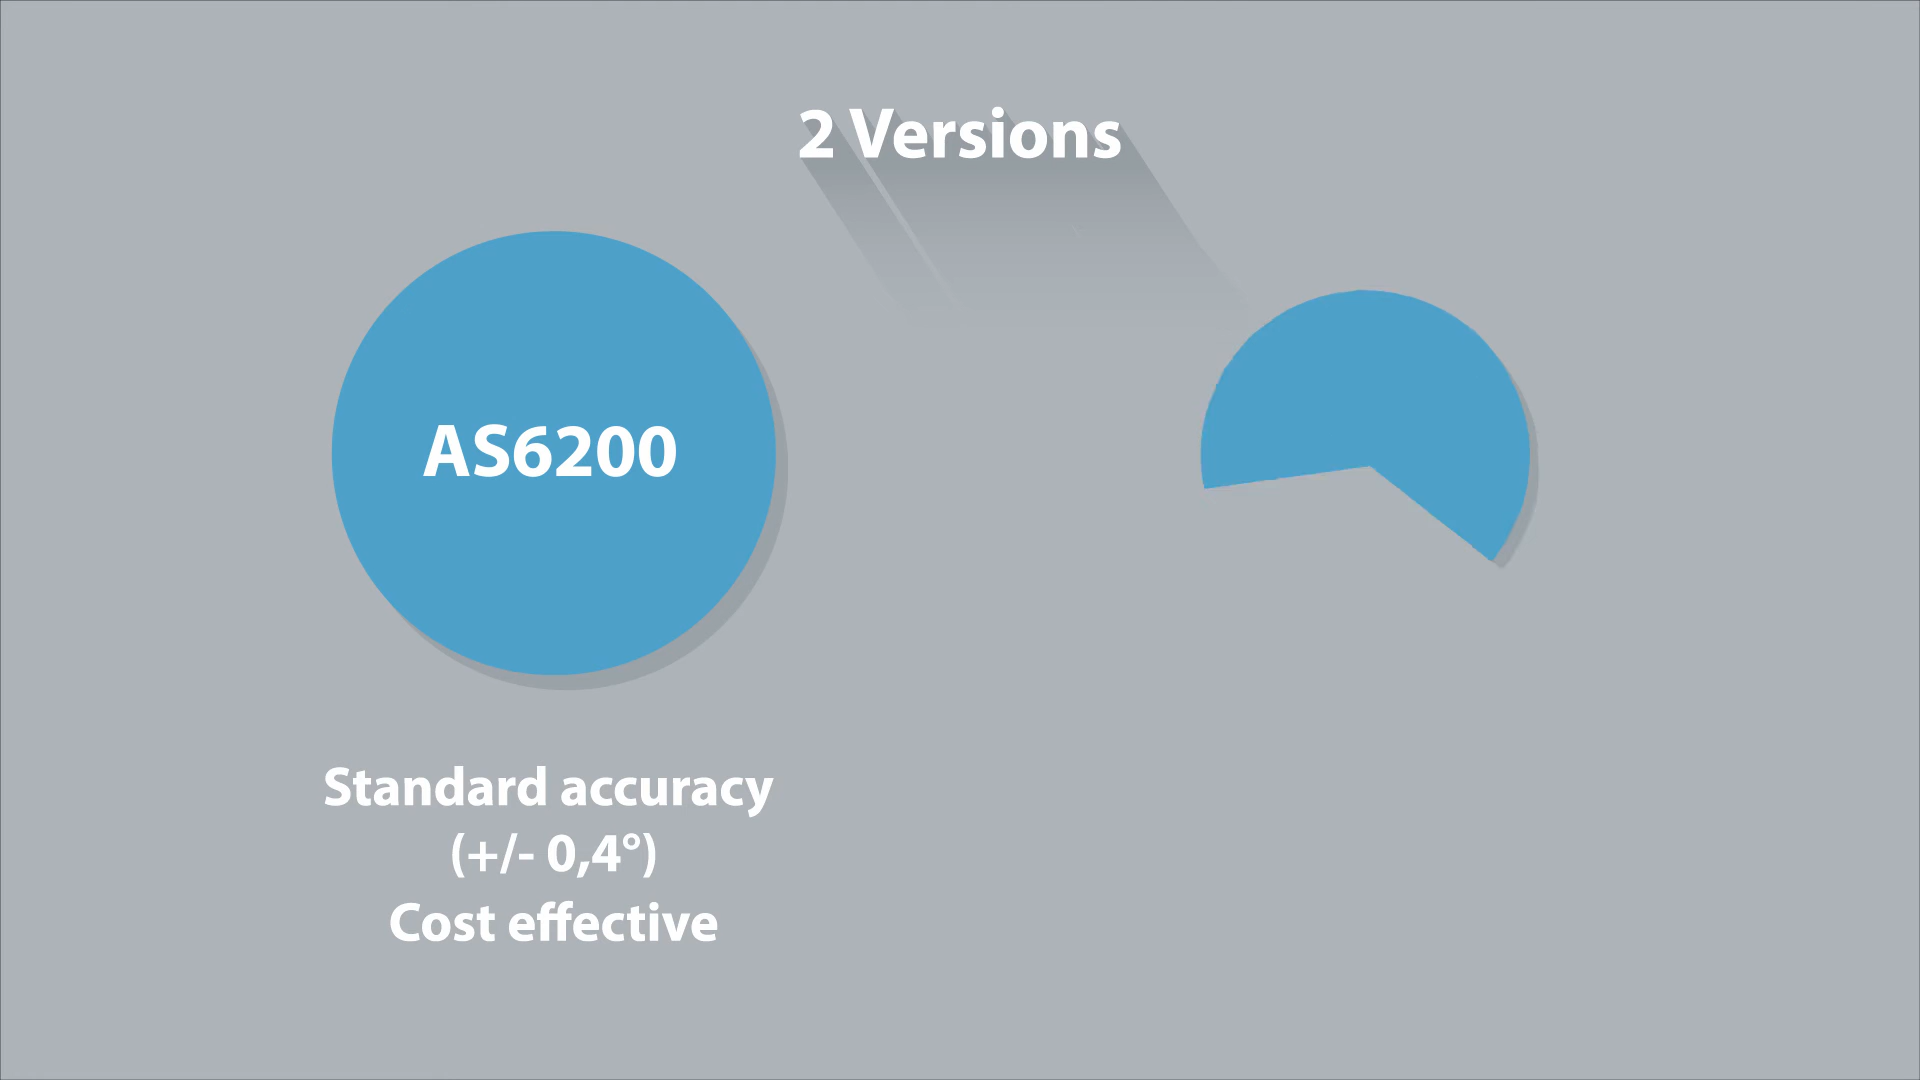 2 Versions
AS6200
Standard accuracy
(+/- 0,4°)
Cost effective